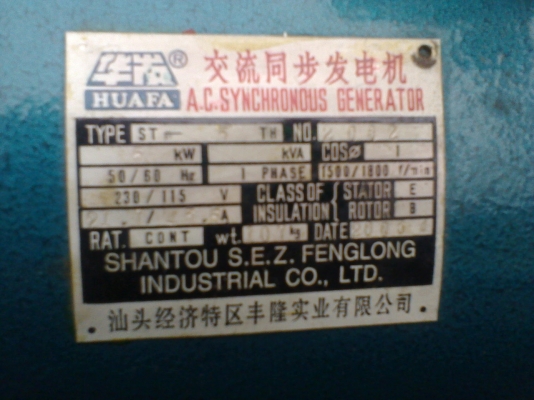 华发® 交流同步发电机
HUAFA A.C.SYNCHRONOUS GENERATOR
TYPE ST 5 TH NO.
KW KVA COSø 1
50/60 Hz 1 PHASE 1500/1800 r/min
230/115 V CLASS OF STATOR E
A INSULATION ROTOR B
RAT. CONT wt. kg DATE
SHANTOU S.E.Z. FENGLONG
INDUSTRIAL CO., LTD.
· 汕头经济特区丰隆实业有限公司 ·